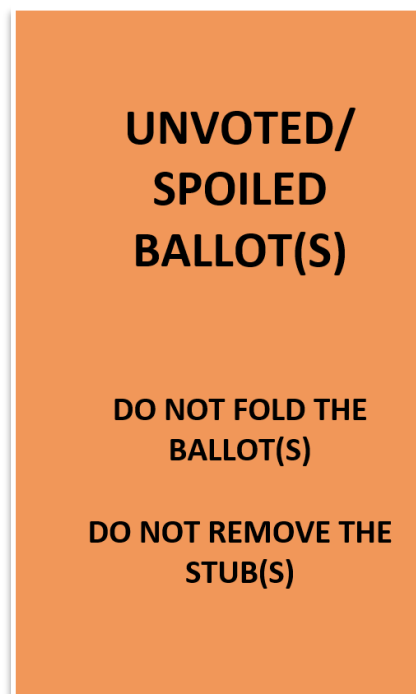 UNVOTED/
SPOILED
BALLOT(S)
DO NOT FOLD THE
BALLOT(S)
DO NOT REMOVE THE
STUB(S)